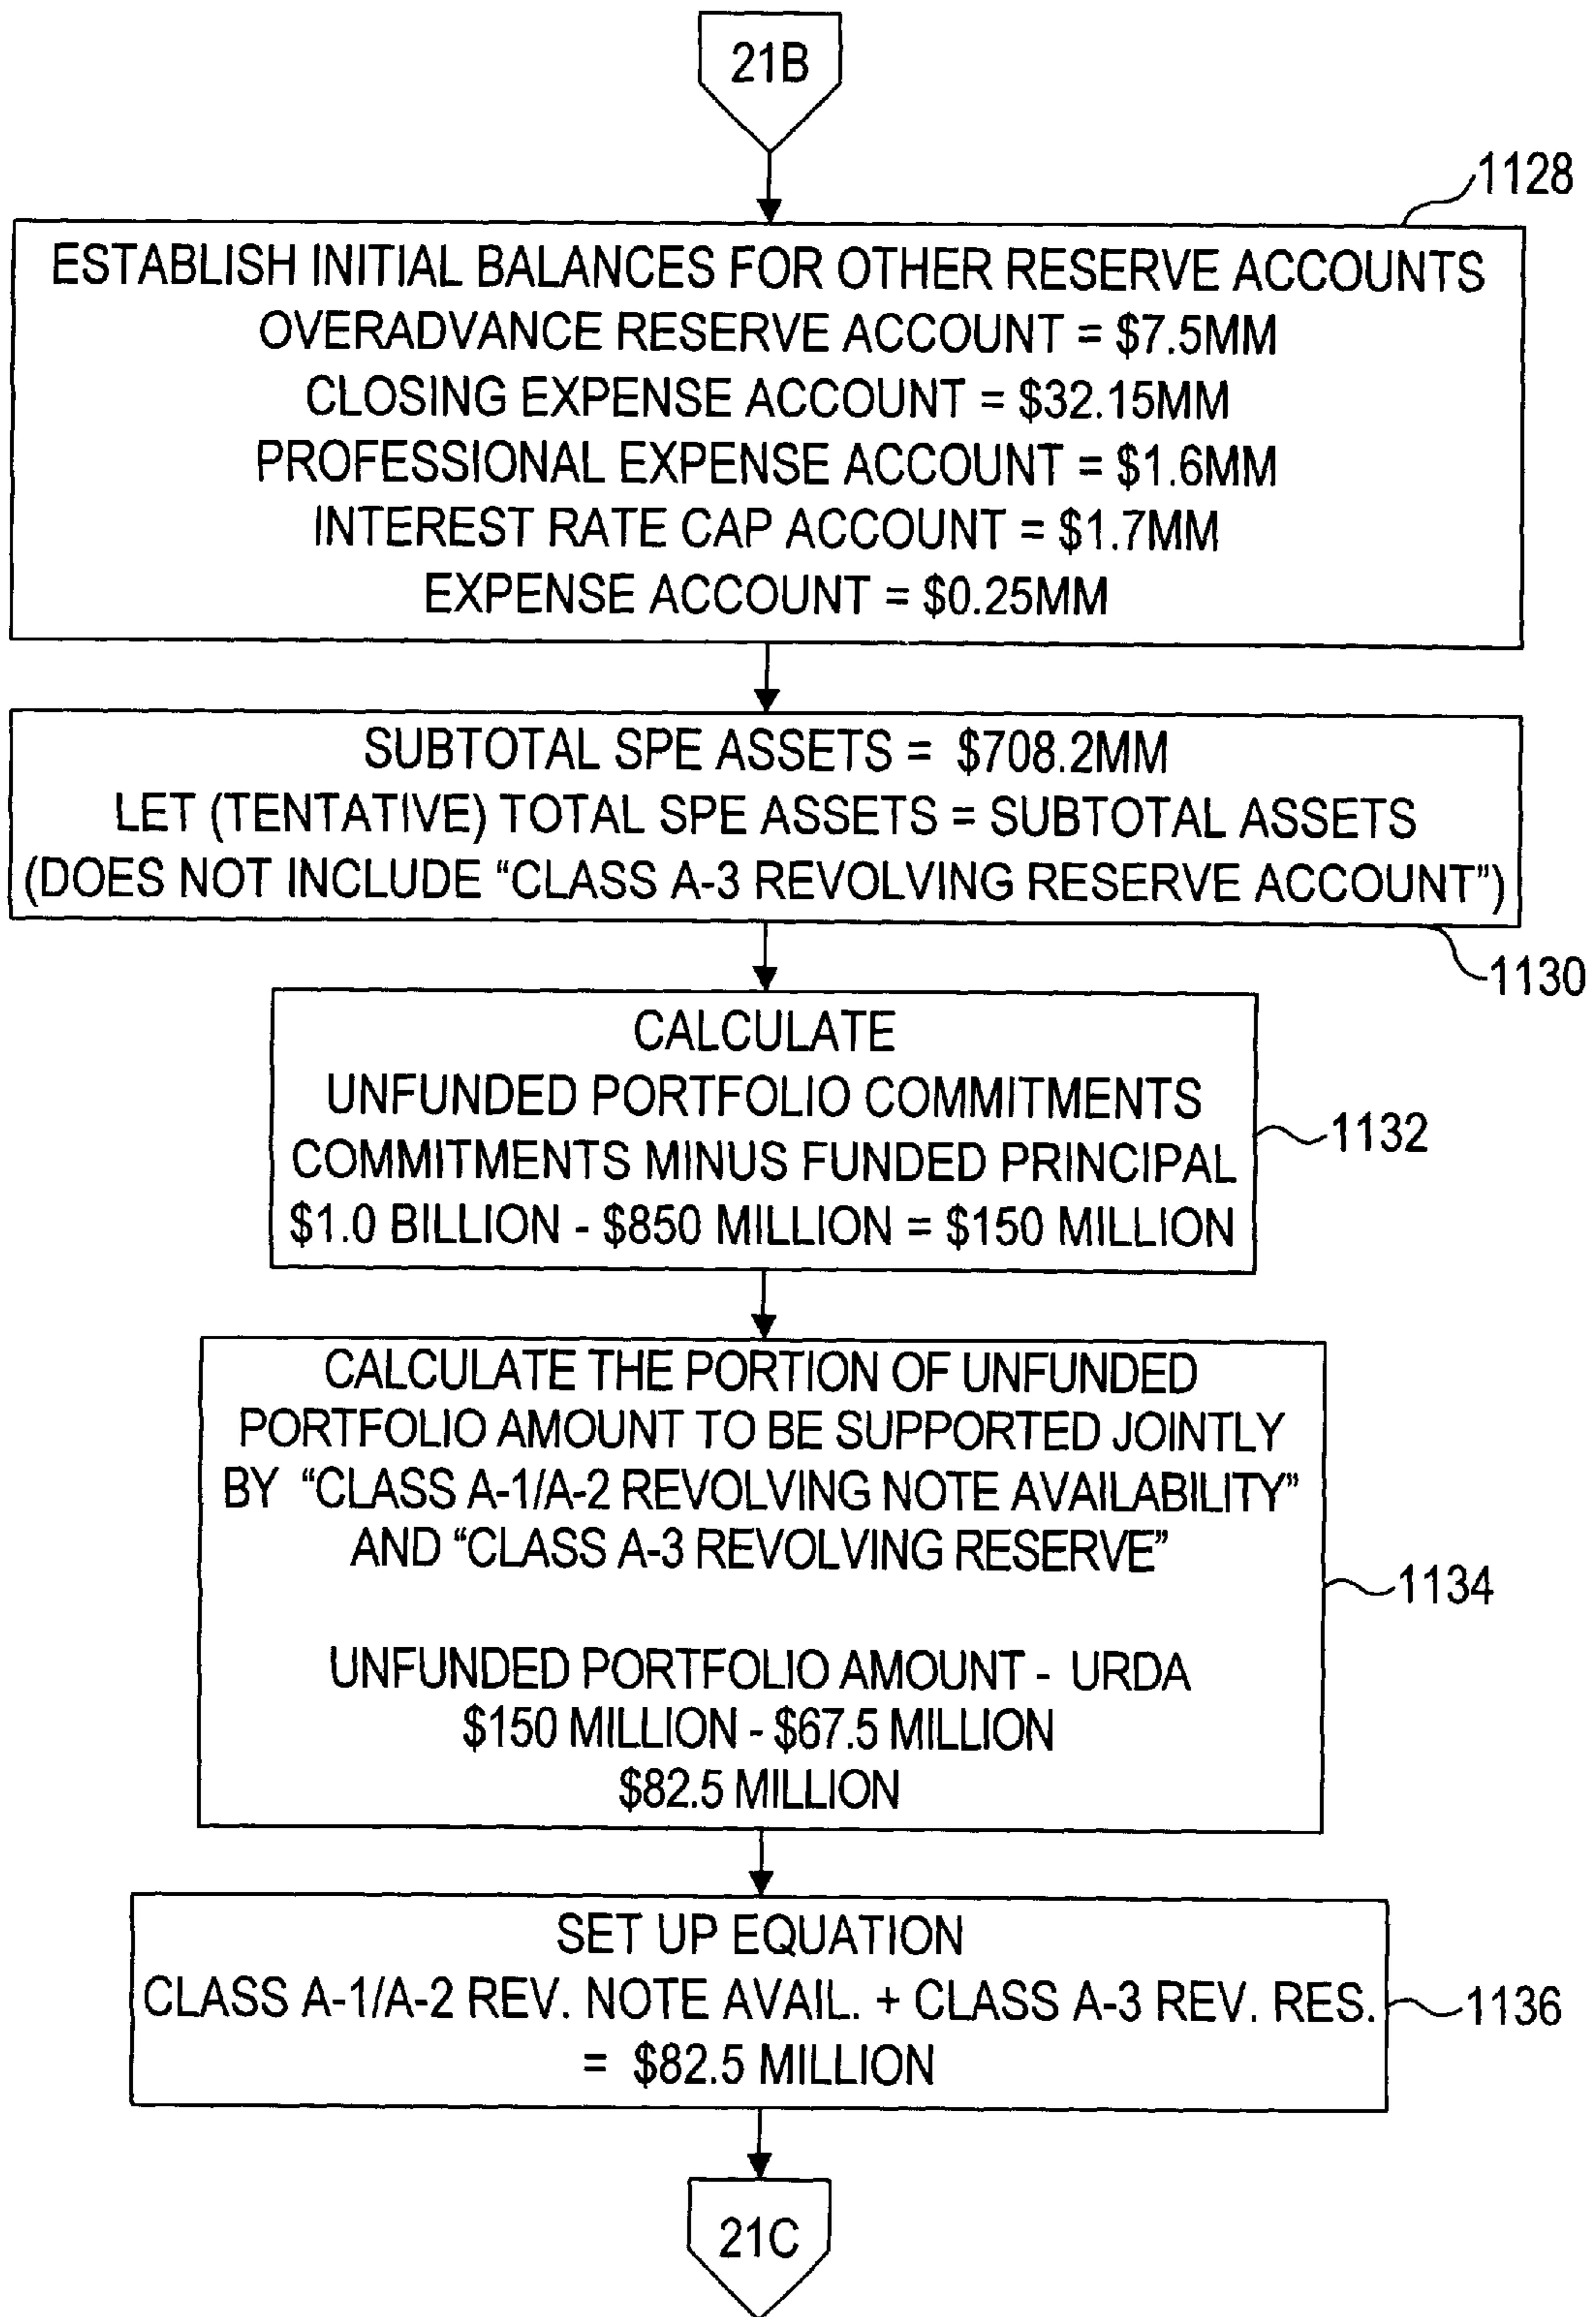 21B
1128
ESTABLISH INITIAL BALANCES FOR OTHER RESERVE ACCOUNTS
OVERADVANCE RESERVE ACCOUNT = $7.5MM
CLOSING EXPENSE ACCOUNT = $32.15MM
PROFESSIONAL EXPENSE ACCOUNT = $1.6MM
INTEREST RATE CAP ACCOUNT = $1.7MM
EXPENSE ACCOUNT = $0.25MM
SUBTOTAL SPE ASSETS = $708.2MM
LET (TENTATIVE) TOTAL SPE ASSETS = SUBTOTAL ASSETS
(DOES NOT INCLUDE “CLASS A-3 REVOLVING RESERVE ACCOUNT”)
1130
CALCULATE
UNFUNDED PORTFOLIO COMMITMENTS
COMMITMENTS MINUS FUNDED PRINCIPAL
$1.0 BILLION - $850 MILLION = $150 MILLION
1132
CALCULATE THE PORTION OF UNFUNDED
PORTFOLIO AMOUNT TO BE SUPPORTED JOINTLY
BY “CLASS A-1/A-2 REVOLVING NOTE AVAILABILITY”
AND “CLASS A-3 REVOLVING RESERVE”
1134
UNFUNDED PORTFOLIO AMOUNT - URDA
$150 MILLION - $67.5 MILLION
$82.5 MILLION
SET UP EQUATION
CLASS A-1/A-2 REV. NOTE AVAIL. + CLASS A-3 REV. RES.
1136
= $82.5 MILLION
21C